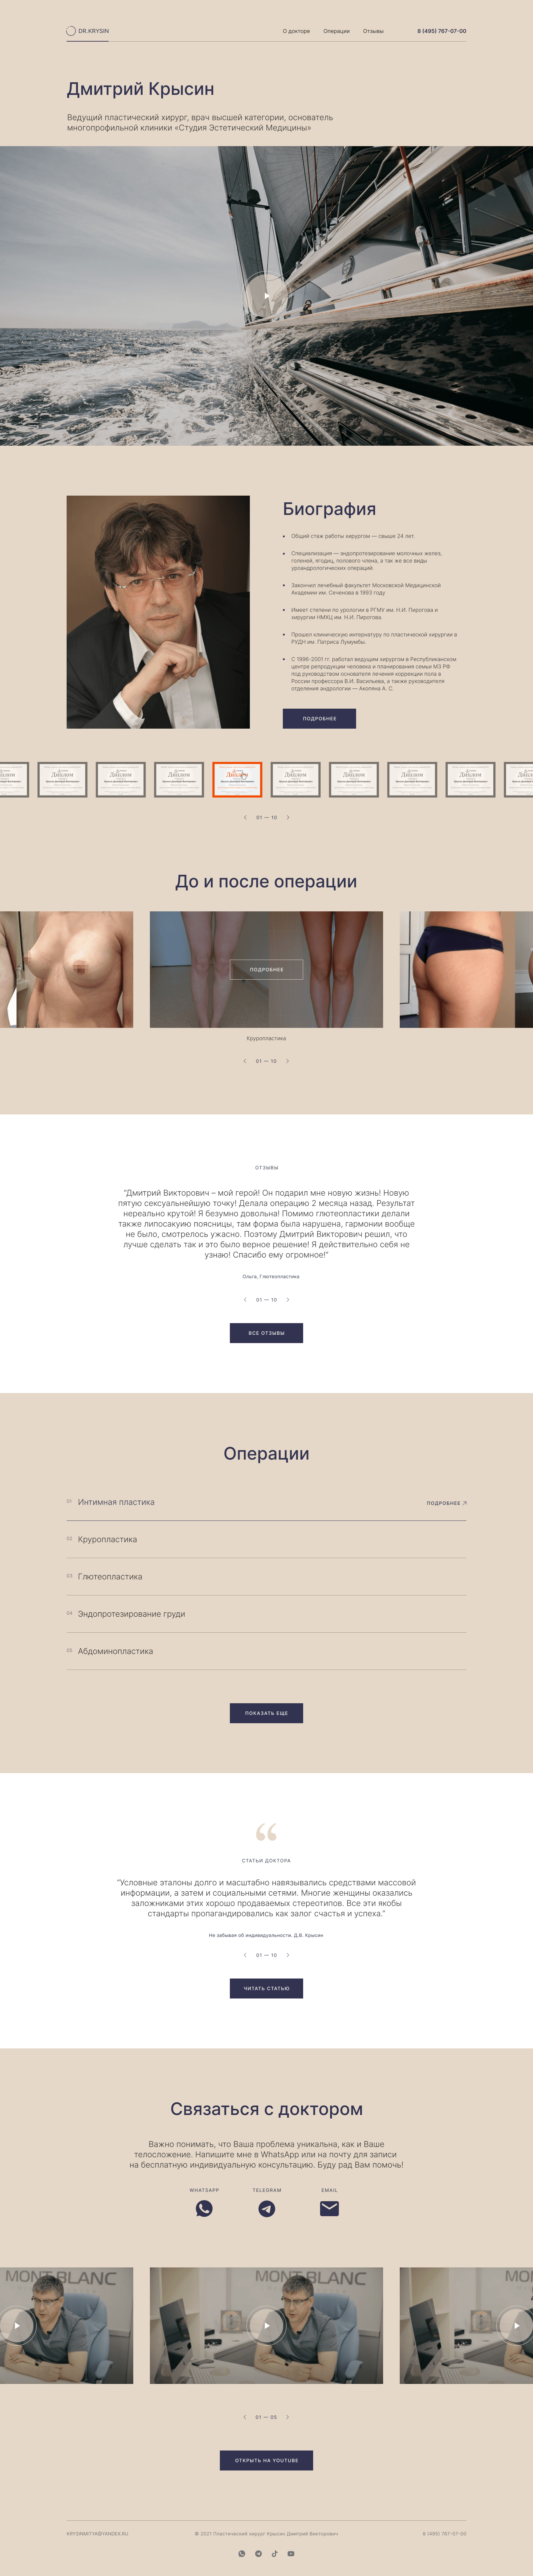 DR.KRYSIN
О докторе Операции Отзывы 8 (495) 767-07-00
Дмитрий Крысин
Ведущий пластический хирург, врач высшей категории, основатель
многопрофильной клиники «Студия Эстетический Медицины»
Биография
Общий стаж работы хирургом — свыше 24 лет.
Специализация — эндопротезирование молочных желез,
голеней, ягодиц, полового члена, а так же все виды
уроандрологических операций.
Закончил лечебный факультет Московской Медицинской
Академии им. Сеченова в 1993 году
Имеет степени по урологии в РГМУ им. Н.И. Пирогова и
хирургии НМХЦ им. Н.И. Пирогова.
Прошел клиническую интернатуру по пластической хирургии в
РУДН им. Патриса Лумумбы.
С 1996-2001 гг. работал ведущим хирургом в Республиканском
центре репродукции человека и планирования семьи МЗ РФ
под руководством основателя лечения коррекции пола в
России профессора В.И. Васильева, а также руководителя
отделения андрологии — Акопяна А. С.
ПОДРОБНЕЕ
Диплом Диплом Диплом Диплом Диплом Диплом Диплом Диплом
01 — 10
До и после операции
ПОДРОБНЕЕ
Круропластика
01 — 10
ОТЗЫВЫ
"Дмитрий Викторович – мой герой! Он подарил мне новую жизнь! Новую
пятую сексуальнейшую точку! Делала операцию 2 месяца назад. Результат
нереально крутой! Я безумно довольна! Помимо глютеопластики делали
также липосакуию поясницы, там форма была нарушена, гармонии вообще
не было, смотрелось ужасно. Поэтому Дмитрий Викторович решил, что
лучше сделать так и это было верное решение! Я действительно себя не
узнаю! Спасибо ему огромное!"
Ольга, Глютеопластика
01 — 10
ВСЕ ОТЗЫВЫ
Операции
01 Интимная пластика ПОДРОБНЕЕ
02 Круропластика
03 Глютеопластика
04 Эндопротезирование груди
05 Абдоминопластика
ПОКАЗАТЬ ЕЩЕ
“
СТАТЬИ ДОКТОРА
"Условные эталоны долго и масштабно навязывались средствами массовой
информации, а затем и социальными сетями. Многие женщины оказались
заложниками этих хорошо продаваемых стереотипов. Все эти якобы
стандарты пропагандировались как залог счастья и успеха."
Не забывая об индивидуальности. Д.В. Крысин
01 — 10
ЧИТАТЬ СТАТЬЮ
Связаться с доктором
Важно понимать, что Ваша проблема уникальна, как и Ваше
телосложение. Напишите мне в WhatsApp или на почту для записи
на бесплатную индивидуальную консультацию. Буду рад Вам помочь!
WHATSAPP TELEGRAM EMAIL
MONT BLANC MONT BLANC MONT BL
01 — 05
ОТКРЫТЬ НА YOUTUBE
KRYSINMITYA@YANDEX.RU © 2021 Пластический хирург Крысин Дмитрий Викторович 8 (495) 767-07-00